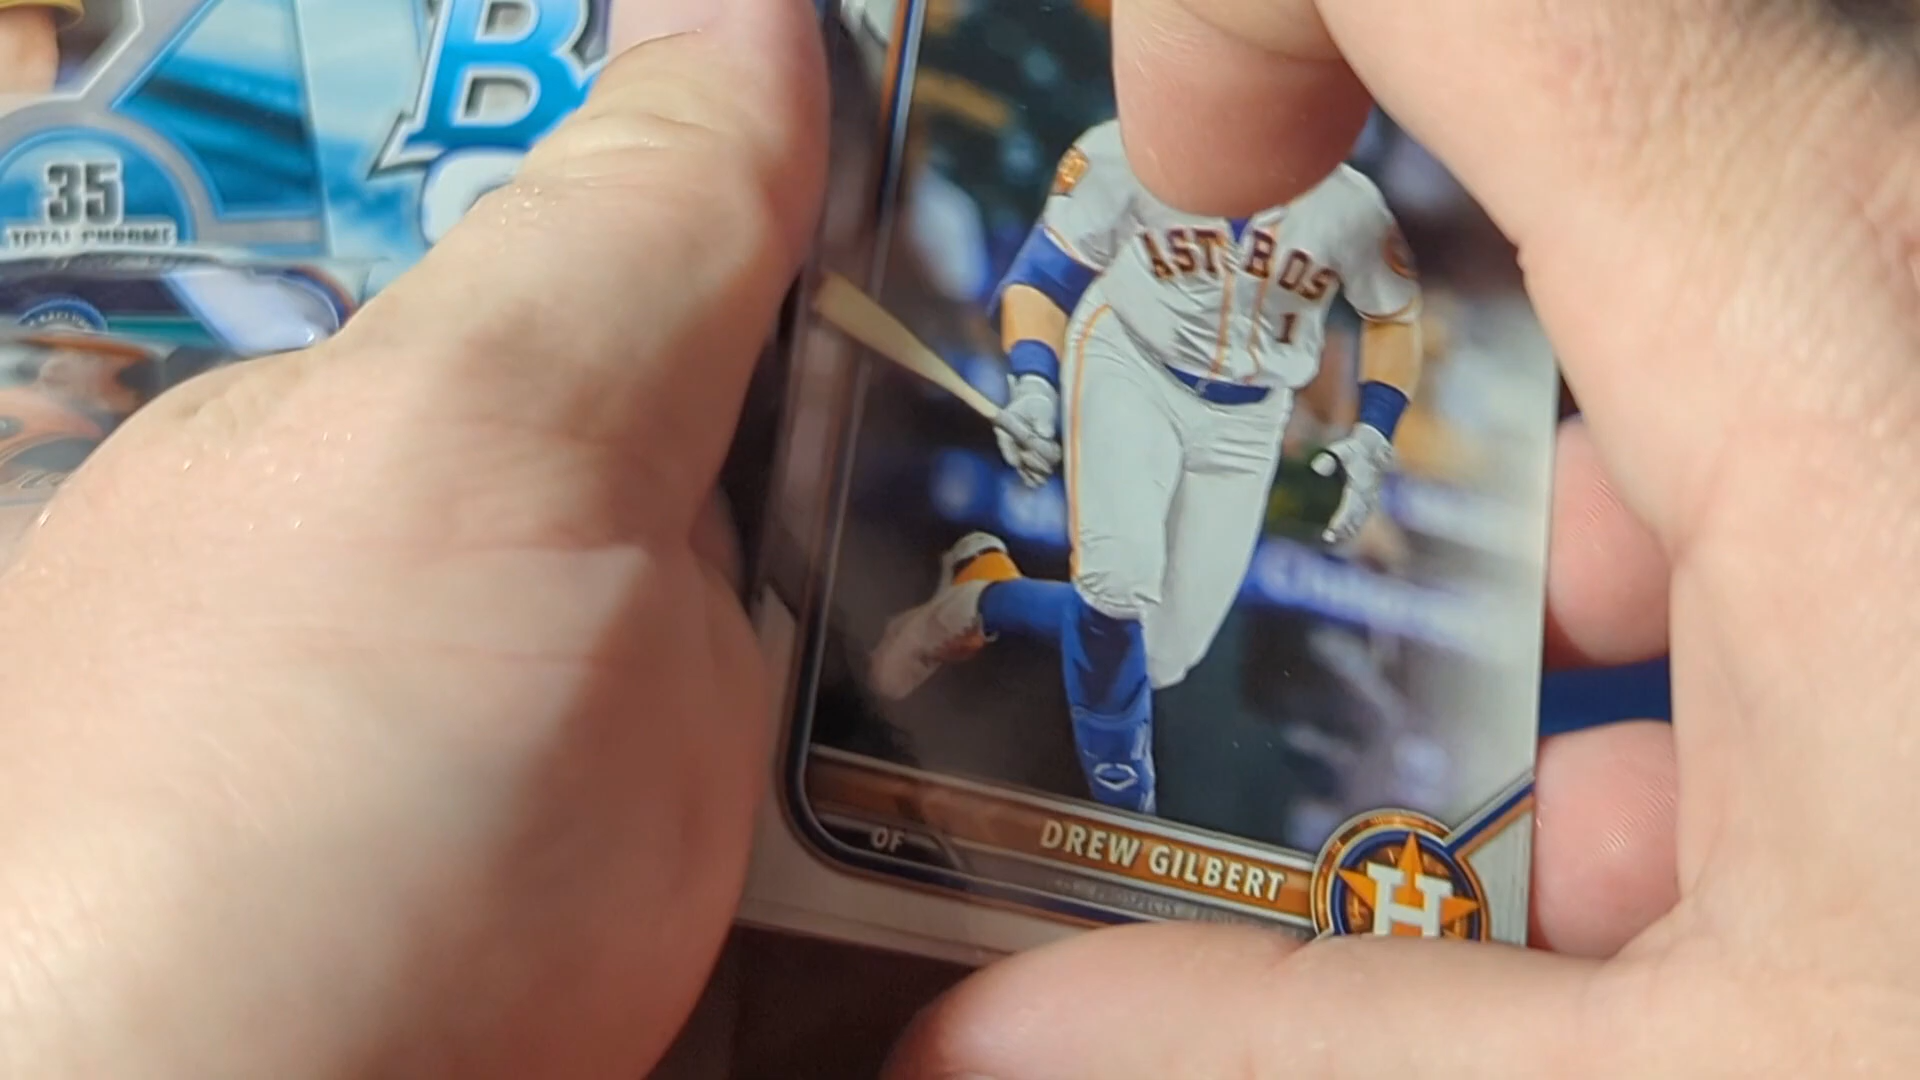 B
35
TOTAL CHROME
ASTROS
1
OF
DREW GILBERT
H